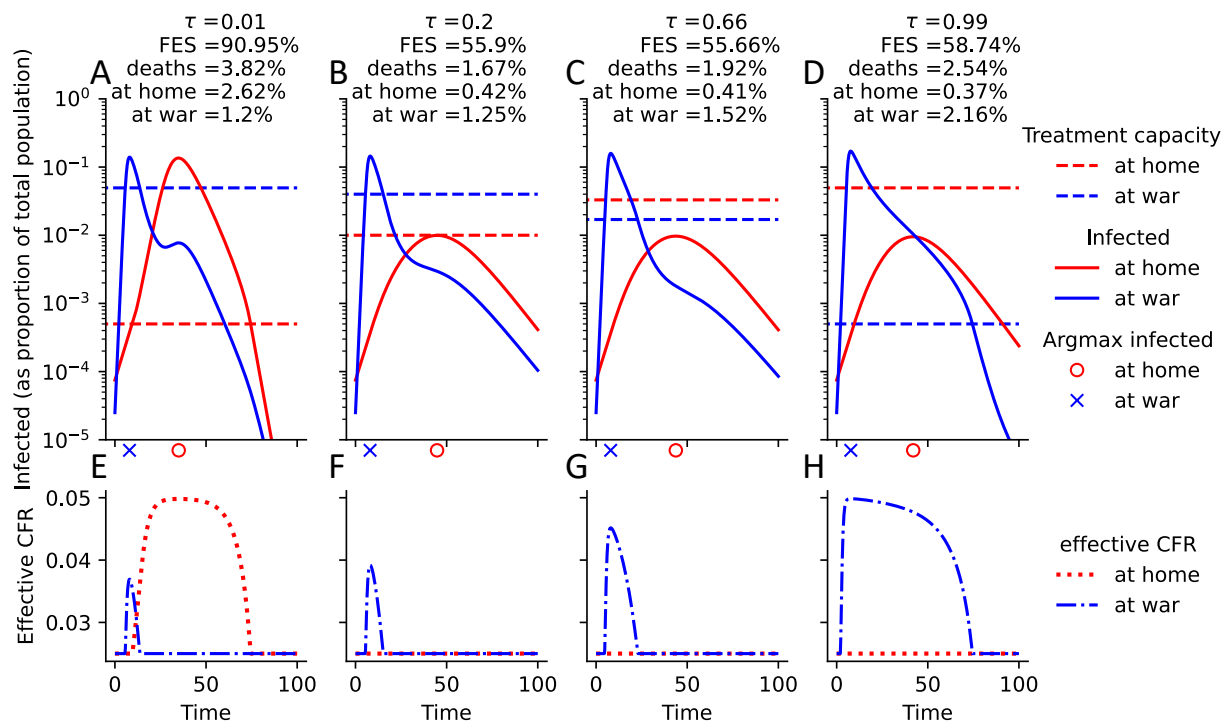 τ =0.01
FES =90.95%
deaths =3.82%
at home =2.62%
at war =1.2%
τ =0.2
FES =55.9%
deaths =1.67%
at home =0.42%
at war =1.25%
τ =0.66
FES =55.66%
deaths =1.92%
at home =0.41%
at war =1.52%
τ =0.99
FES =58.74%
deaths =2.54%
at home =0.37%
at war =2.16%
A
B
C
D
Infected (as proportion of total population)
10⁰
10⁻¹
10⁻²
10⁻³
10⁻⁴
10⁻⁵
Treatment capacity
at home
at war
Infected
at home
at war
Argmax infected
at home
at war
E
F
G
H
Effective CFR
0.05
0.04
0.03
0 50 100
0 50 100
0 50 100
0 50 100
Time
Time
Time
Time
effective CFR
at home
at war